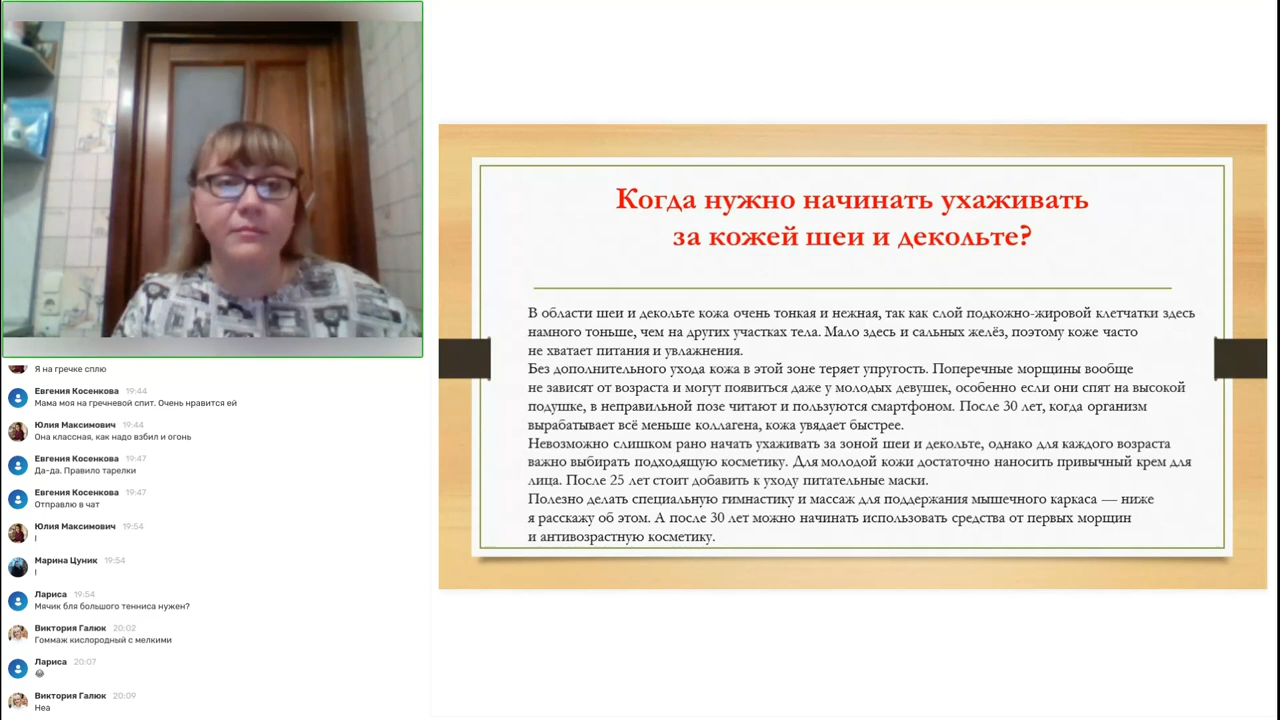 Когда нужно начинать ухаживать
за кожей шеи и декольте?
В области шеи и декольте кожа очень тонкая и нежная, так как слой подкожно-жировой клетчатки здесь
намного тоньше, чем на других участках тела. Мало здесь и сальных желёз, поэтому коже часто
не хватает питания и увлажнения.
Без дополнительного ухода кожа в этой зоне теряет упругость. Поперечные морщины вообще
не зависят от возраста и могут появиться даже у молодых девушек, особенно если они спят на высокой
подушке, в неправильной позе читают и пользуются смартфоном. После 30 лет, когда организм
вырабатывает всё меньше коллагена, кожа увядает быстрее.
Невозможно слишком рано начать ухаживать за зоной шеи и декольте, однако для каждого возраста
важно выбирать подходящую косметику. Для молодой кожи достаточно наносить привычный крем для
лица. После 25 лет стоит добавить к уходу питательные маски.
Полезно делать специальную гимнастику и массаж для поддержания мышечного каркаса — ниже
я расскажу об этом. А после 30 лет можно начинать использовать средства от первых морщин
и антивозрастную косметику.
Я на гречке сплю
Евгения Косенкова 19:44
Мама моя на гречневой спит. Очень нравится ей
Юлия Максимович 19:44
Она классная, как надо взбил и огонь
Евгения Косенкова 19:47
Да-да. Правило тарелки
Евгения Косенкова 19:47
Отправлю в чат
Юлия Максимович 19:54
I
Марина Цуник 19:54
I
Лариса 19:54
Мячик бля большого тенниса нужен?
Виктория Галюк 20:02
Гоммаж кислородный с мелкими
Лариса 20:07
😂
Виктория Галюк 20:09
Неа